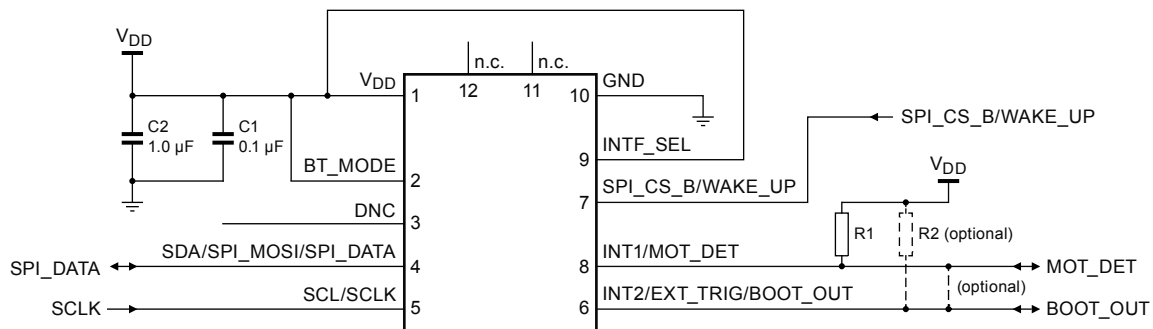 VDD
C2
1.0 µF
C1
0.1 µF
VDD
1
BT_MODE
2
DNC
3
SPI_DATA
SDA/SPI_MOSI/SPI_DATA
4
SCLK
SCL/SCLK
5
n.c.
12
n.c.
11
GND
10
INTF_SEL
9
SPI_CS_B/WAKE_UP
SPI_CS_B/WAKE_UP
7
VDD
R1
R2 (optional)
INT1/MOT_DET
8
MOT_DET
(optional)
INT2/EXT_TRIG/BOOT_OUT
6
BOOT_OUT